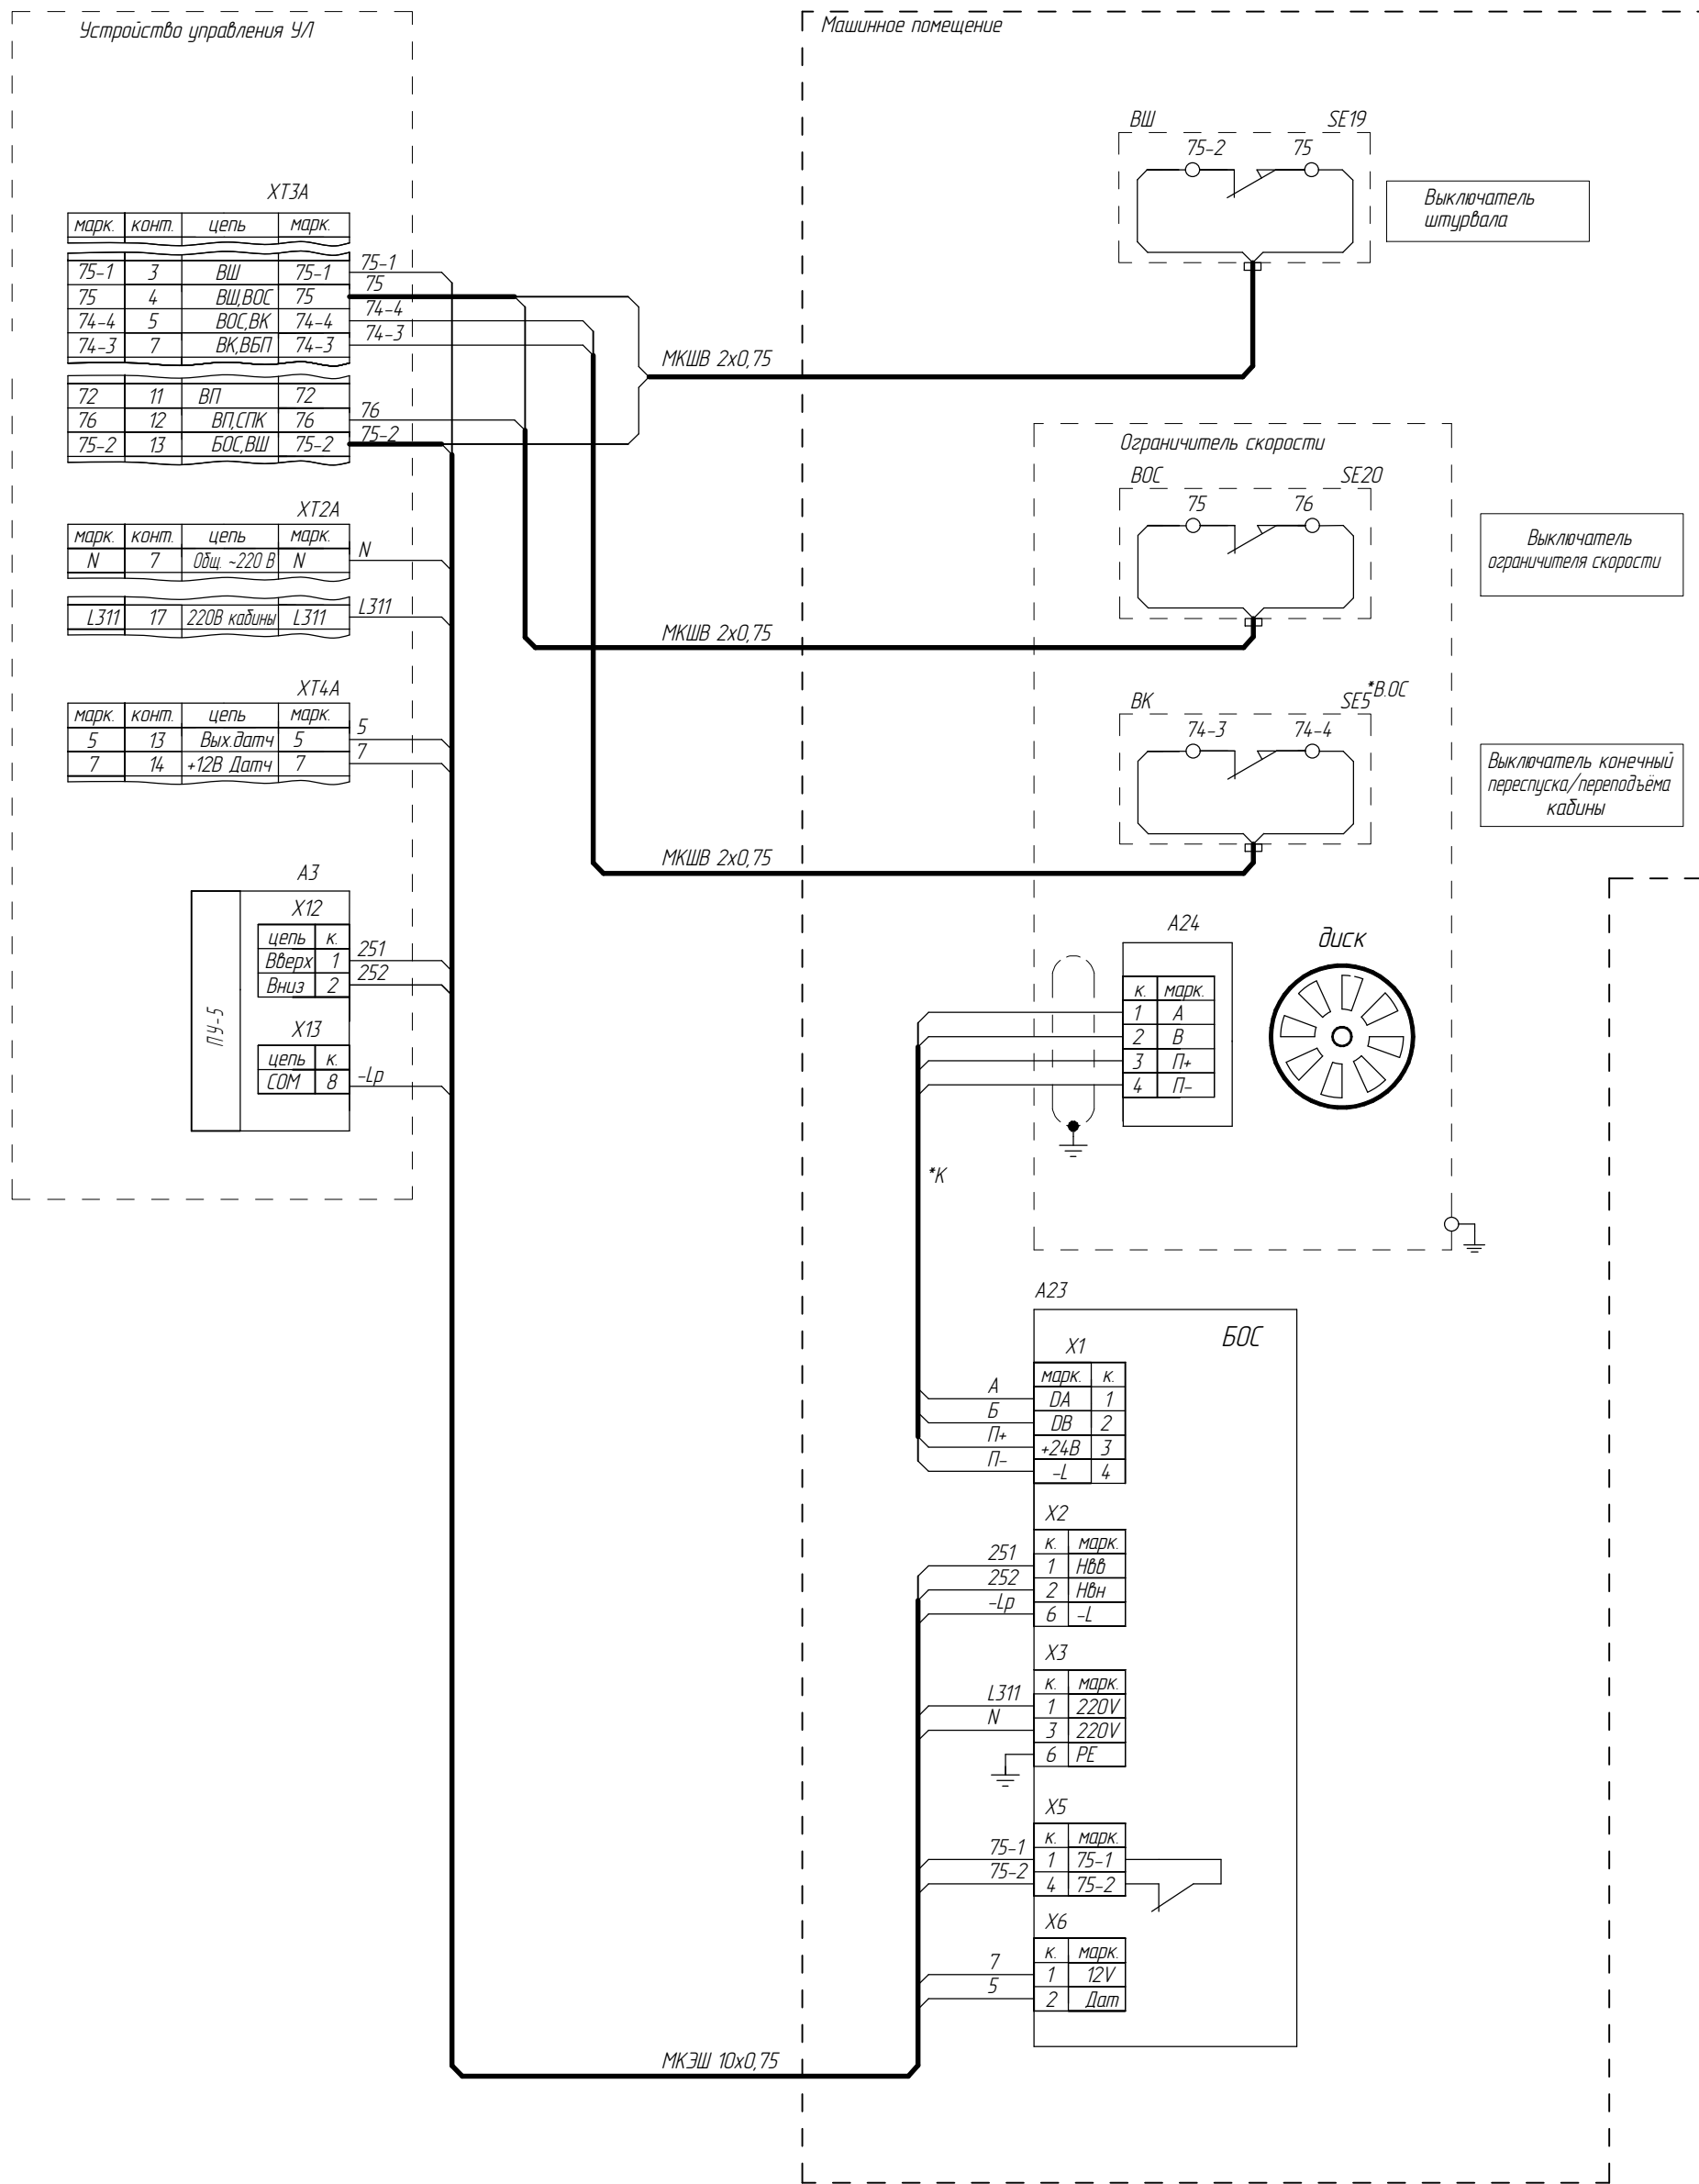 Устройство управления УЛ
XT3A
марк. конт. цепь марк.
75-1 3 ВШ 75-1 75-1
75 4 ВШ,ВОС 75 75
74-4 5 ВОС,ВК 74-4 74-4
74-3 7 ВК,ВБП 74-3 74-3
72 11 ВП 72
76 12 ВП,СПК 76 76
75-2 13 БОС,ВШ 75-2 75-2
XT2A
марк. конт. цепь марк.
N 7 Общ. ~220 В N N
L311 17 220В кабины L311 L311
XT4A
марк. конт. цепь марк.
5 13 Вых.датч 5 5
7 14 +12В Датч 7 7
А3
ПУ-5
X12
цепь к.
Вверх 1 251
Вниз 2 252
X13
цепь к.
COM 8 -Lp
МКШВ 2х0,75
МКШВ 2х0,75
МКШВ 2х0,75
МКЭШ 10х0,75
Машинное помещение
ВШ SE19
75-2 75
Выключатель
штурвала
Ограничитель скорости
ВОС SE20
75 76
Выключатель
ограничителя скорости
ВК SE5 *В.ОС
74-3 74-4
Выключатель конечный
переспуска/переподъёма
кабины
А24
к. марк.
1 А
2 В
3 П+
4 П-
диск
*К
А23
БОС
X1
марк. к.
А DA 1
Б DB 2
П+ +24В 3
П- -L 4
X2
к. марк.
251 1 Нвв
252 2 Нвн
-Lp 6 -L
X3
к. марк.
L311 1 220V
N 3 220V
6 PE
X5
к. марк.
75-1 1 75-1
75-2 4 75-2
X6
к. марк.
7 1 12V
5 2 Дат